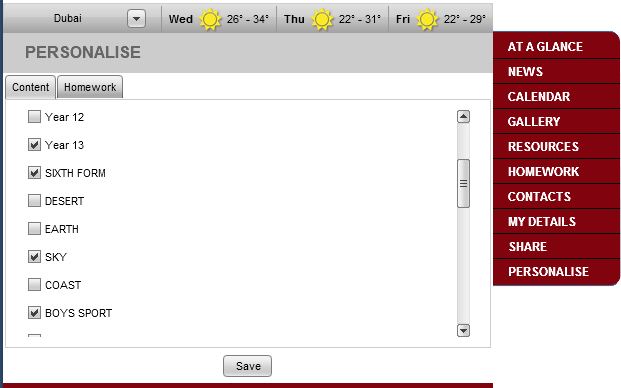 Dubai Wed 26° - 34° Thu 22° - 31° Fri 22° - 29°
PERSONALISE
Content Homework
Year 12
Year 13
SIXTH FORM
DESERT
EARTH
SKY
COAST
BOYS SPORT
Save
AT A GLANCE
NEWS
CALENDAR
GALLERY
RESOURCES
HOMEWORK
CONTACTS
MY DETAILS
SHARE
PERSONALISE